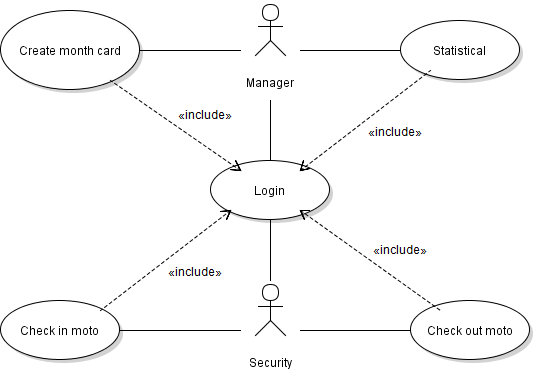 Create month card
Statistical
Manager
«include»
«include»
Login
«include»
«include»
Check in moto
Check out moto
Security